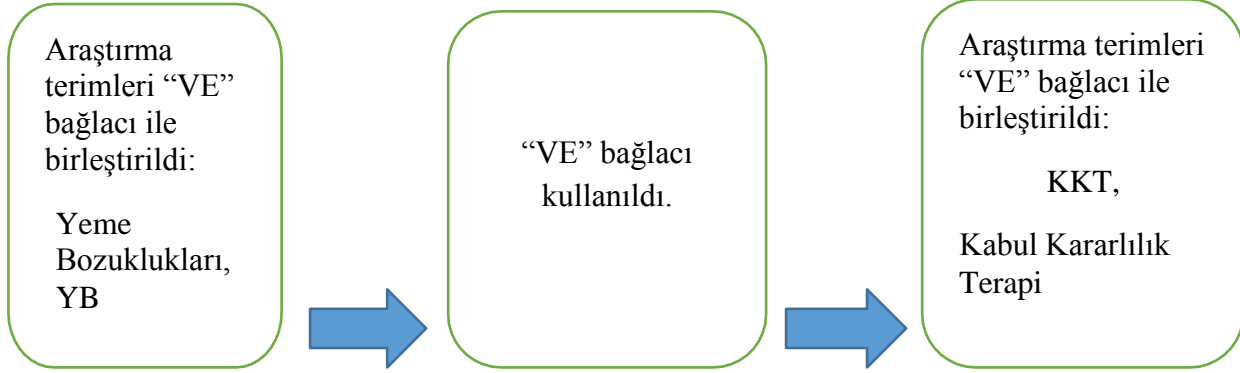 Araştırma
terimleri “VE”
bağlacı ile
birleştirildi:
Yeme
Bozuklukları,
YB
“VE” bağlacı
kullanıldı.
Araştırma terimleri
“VE” bağlacı ile
birleştirildi:
KKT,
Kabul Kararlılık
Terapi